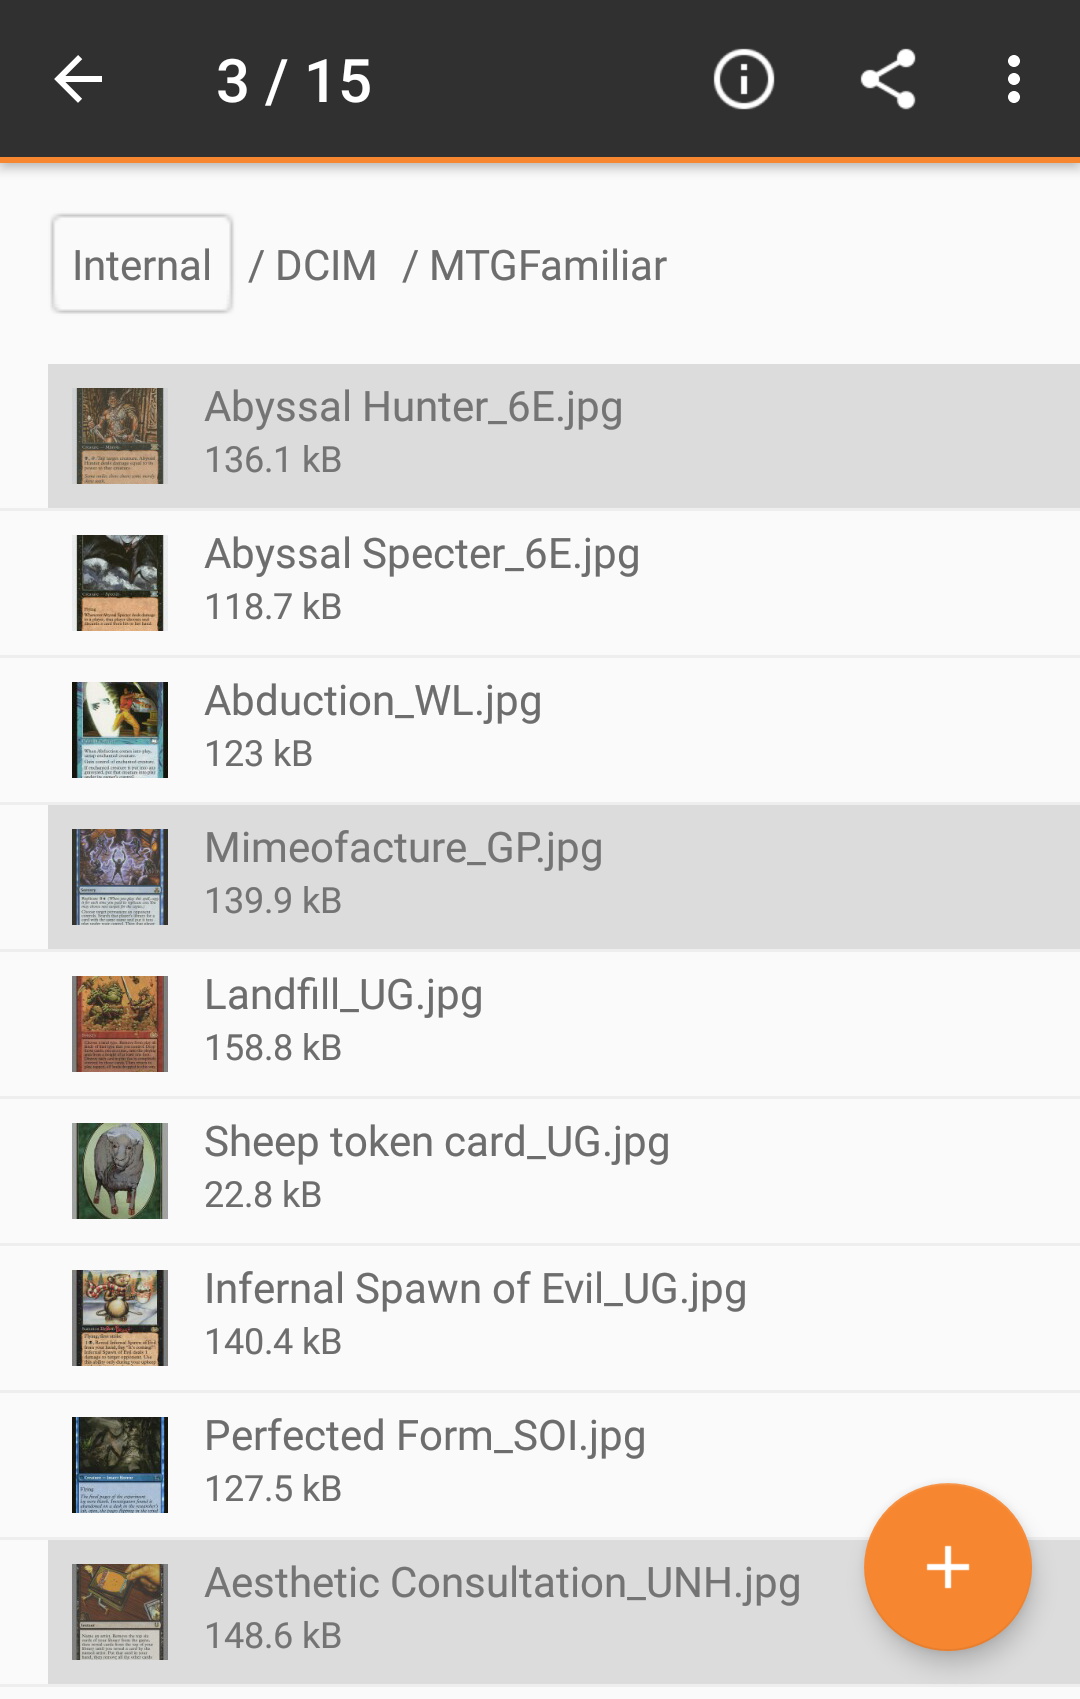 3 / 15
Internal / DCIM / MTGFamiliar
Abyssal Hunter_6E.jpg
136.1 kB
Abyssal Specter_6E.jpg
118.7 kB
Abduction_WL.jpg
123 kB
Mimeofacture_GP.jpg
139.9 kB
Landfill_UG.jpg
158.8 kB
Sheep token card_UG.jpg
22.8 kB
Infernal Spawn of Evil_UG.jpg
140.4 kB
Perfected Form_SOI.jpg
127.5 kB
Aesthetic Consultation_UNH.jpg
148.6 kB